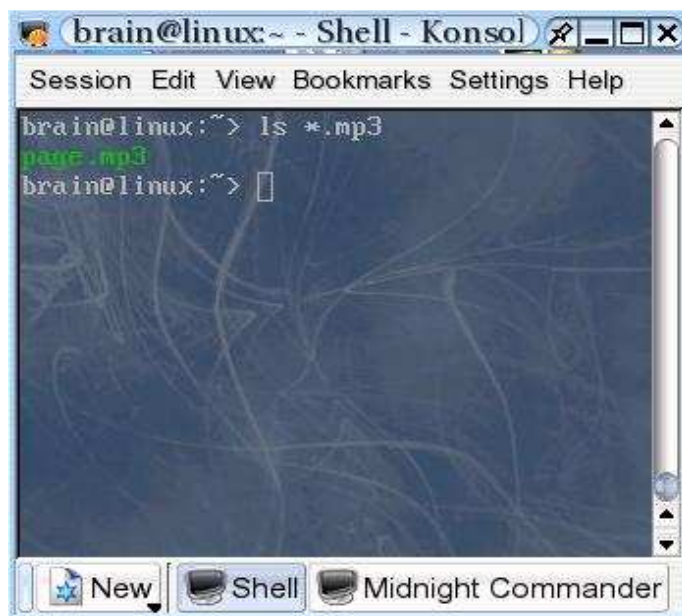 brain@linux:~ - Shell - Konsol
Session Edit View Bookmarks Settings Help
brain@linux:~> ls *.mp3
page.mp3
brain@linux:~>
New Shell Midnight Commander